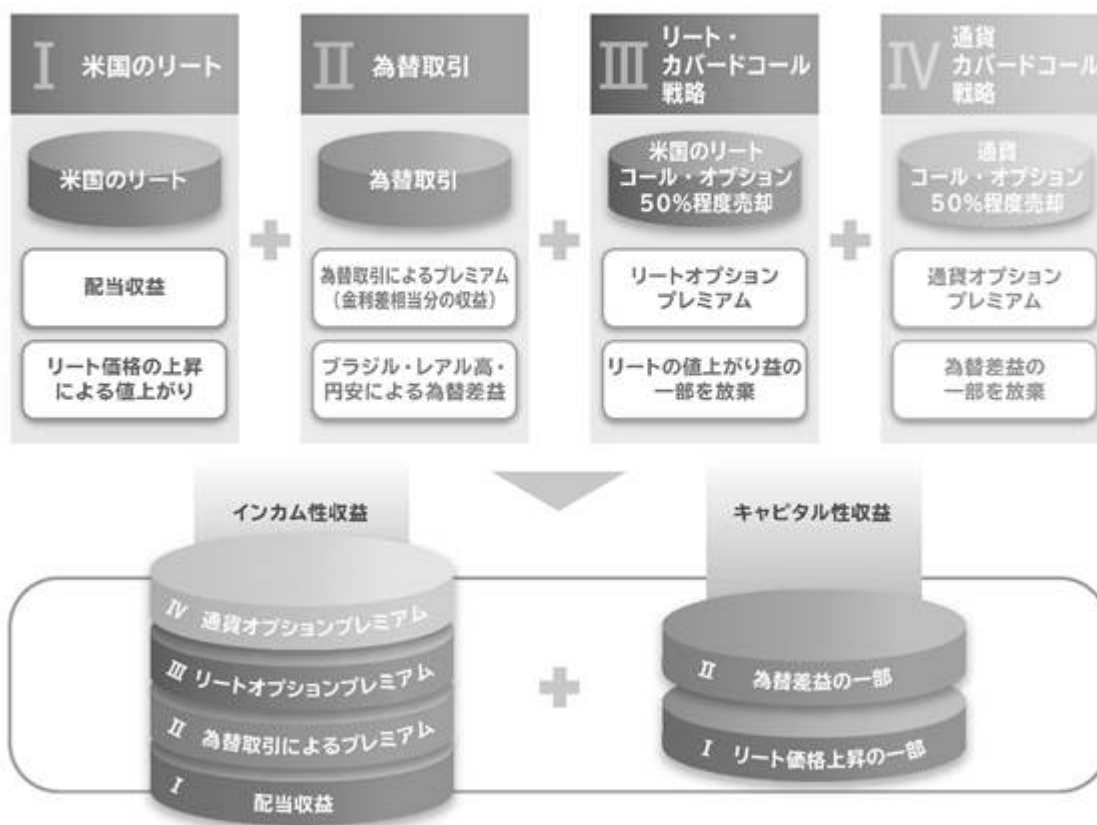 I 米国のリート
II 為替取引
III リート・
カバードコール
戦略
IV 通貨
カバードコール
戦略
米国のリート
為替取引
米国のリート
コール・オプション
50%程度売却
通貨
コール・オプション
50%程度売却
配当収益
為替取引によるプレミアム
（金利差相当分の収益）
リートオプション
プレミアム
通貨オプション
プレミアム
リート価格の上昇
による値上がり
ブラジル・レアル高・
円安による為替差益
リートの値上がり益の
一部を放棄
為替差益の
一部を放棄
インカム性収益
キャピタル性収益
IV 通貨オプションプレミアム
III リートオプションプレミアム
II 為替取引によるプレミアム
I 配当収益
II 為替差益の一部
I リート価格上昇の一部